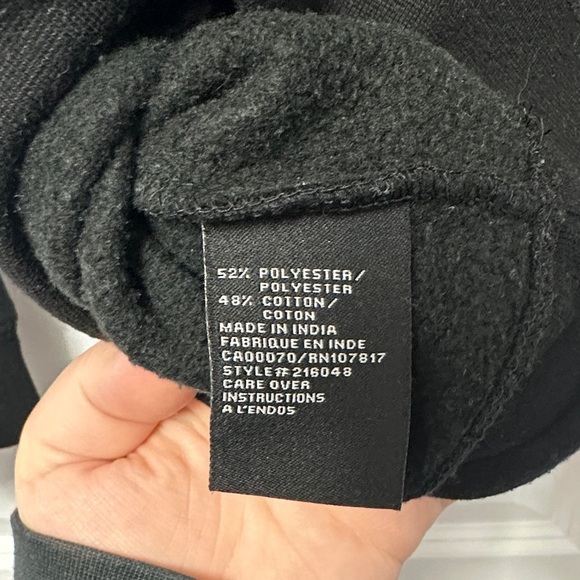 52% POLYESTER/
POLYESTER
48% COTTON/
COTON
MADE IN INDIA
FABRIQUE EN INDE
CA00070/RN107817
STYLE#216048
CARE OVER
INSTRUCTIONS
A L'ENDOS